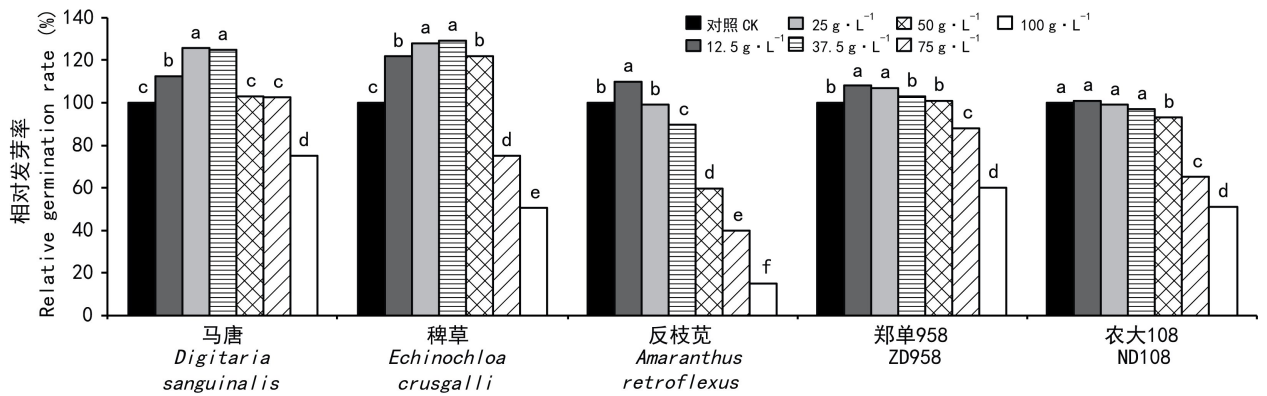 相对发芽率
Relative germination rate (%)
140
120
100
80
60
40
20
0
对照CK
25 g·L⁻¹
50 g·L⁻¹
100 g·L⁻¹
12.5 g·L⁻¹
37.5 g·L⁻¹
75 g·L⁻¹
c b a a c c d
c b a a b d e
b a b c d e f
b a a b b c d
a a a a b c d
马唐
Digitaria
sanguinalis
稗草
Echinochloa
crusgalli
反枝苋
Amaranthus
retroflexus
郑单958
ZD958
农大108
ND108